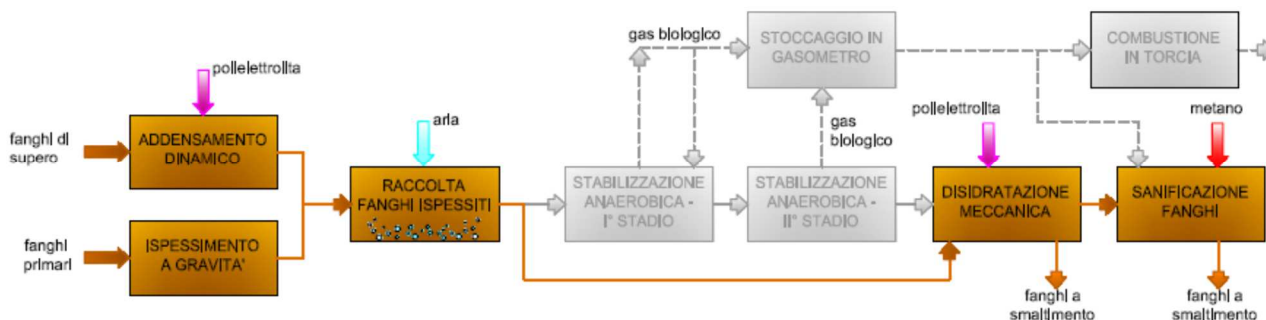 gas biologico
STOCCAGGIO IN
GASOMETRO
COMBUSTIONE
IN TORCIA
polielettrolita
fanghi di
supero
ADDENSAMENTO
DINAMICO
aria
gas
biologico
polielettrolita
metano
RACCOLTA
FANGHI ISPESSITI
STABILIZZAZIONE
ANAEROBICA -
I° STADIO
STABILIZZAZIONE
ANAEROBICA -
II° STADIO
DISIDRATAZIONE
MECCANICA
SANIFICAZIONE
FANGHI
fanghi
primari
ISPESSIMENTO
A GRAVITA'
fanghi a
smaltimento
fanghi a
smaltimento